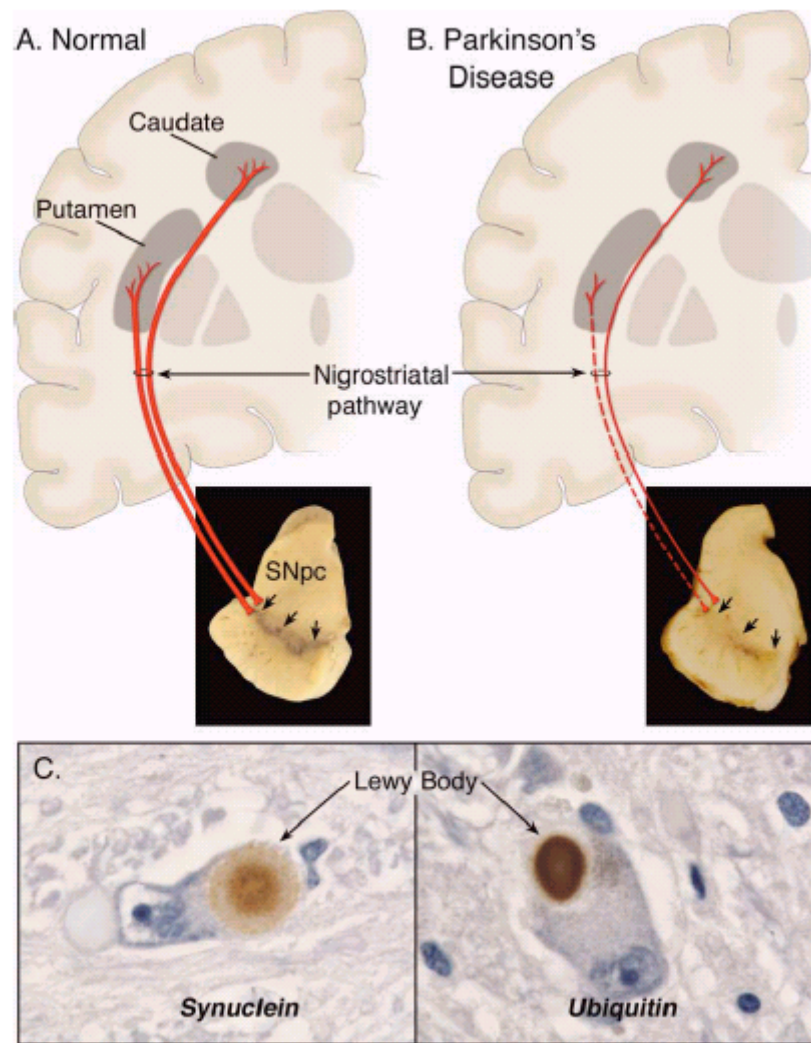 A. Normal
B. Parkinson's
Disease
Caudate
Putamen
Nigrostriatal
pathway
SNpc
C.
Lewy Body
Synuclein
Ubiquitin